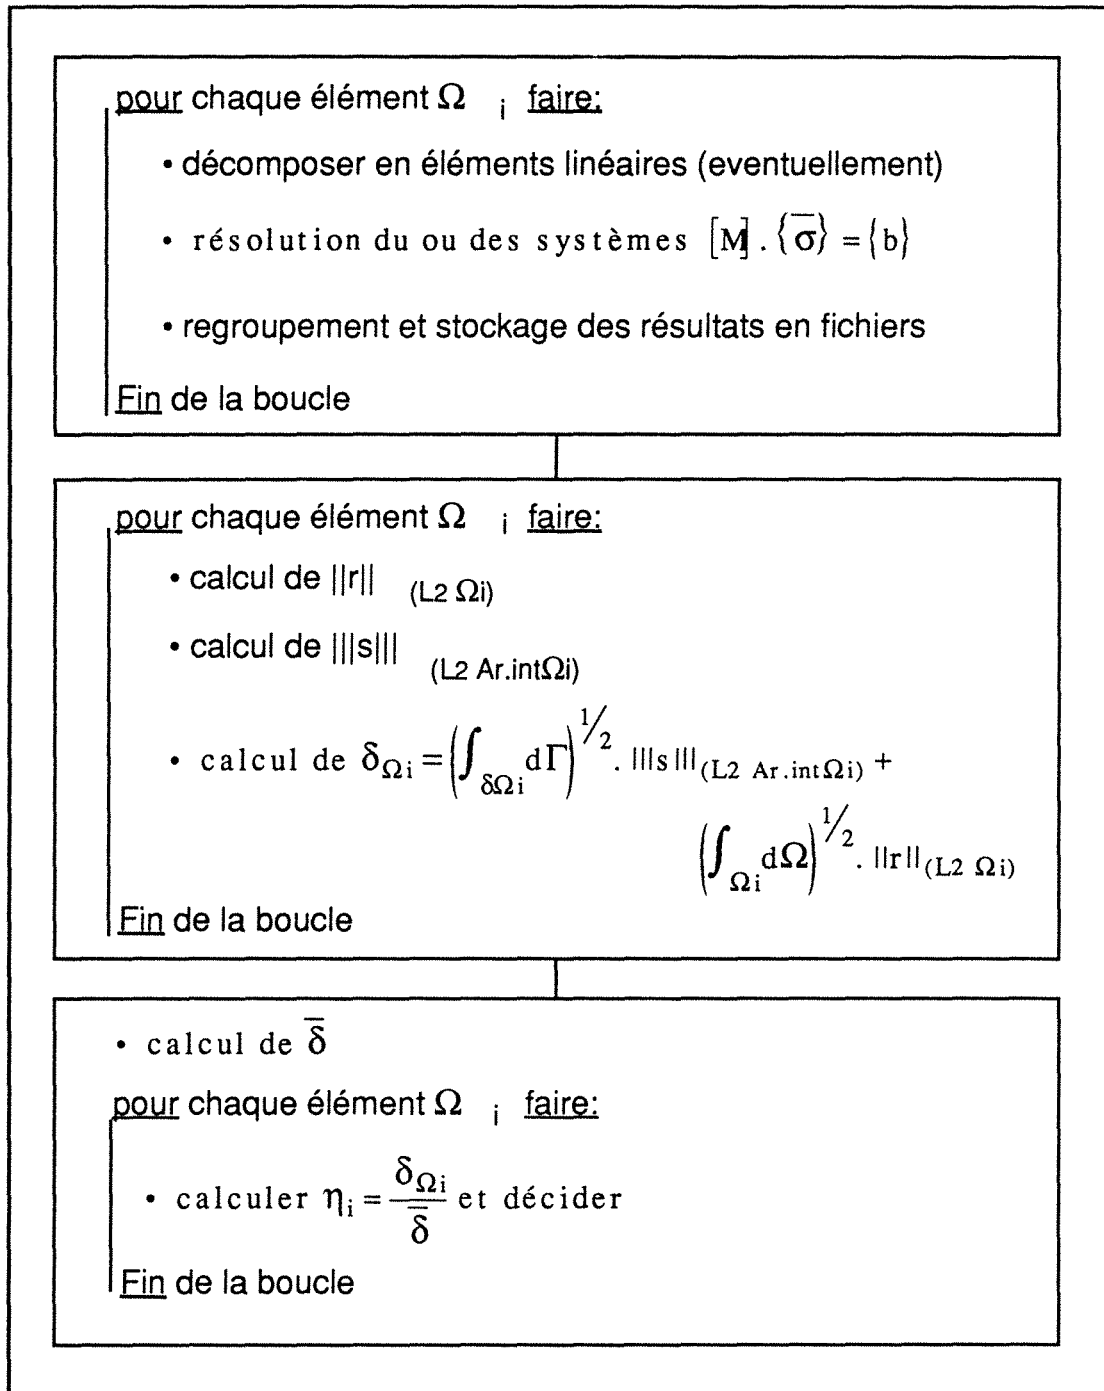 pour chaque élément Ω i faire:
• décomposer en éléments linéaires (eventuellement)
• résolution du ou des systèmes [M] . {σ̅} = {b}
• regroupement et stockage des résultats en fichiers
Fin de la boucle
pour chaque élément Ω i faire:
• calcul de ||r|| (L2 Ωi)
• calcul de |||s||| (L2 Ar.intΩi)
• calcul de δΩi = (∫δΩi dΓ)^1/2 . |||s|||(L2 Ar.intΩi) +
(∫Ωi dΩ)^1/2 . ||r||(L2 Ωi)
Fin de la boucle
• calcul de δ̅
pour chaque élément Ω i faire:
• calculer ηi = δΩi / δ̅ et décider
Fin de la boucle